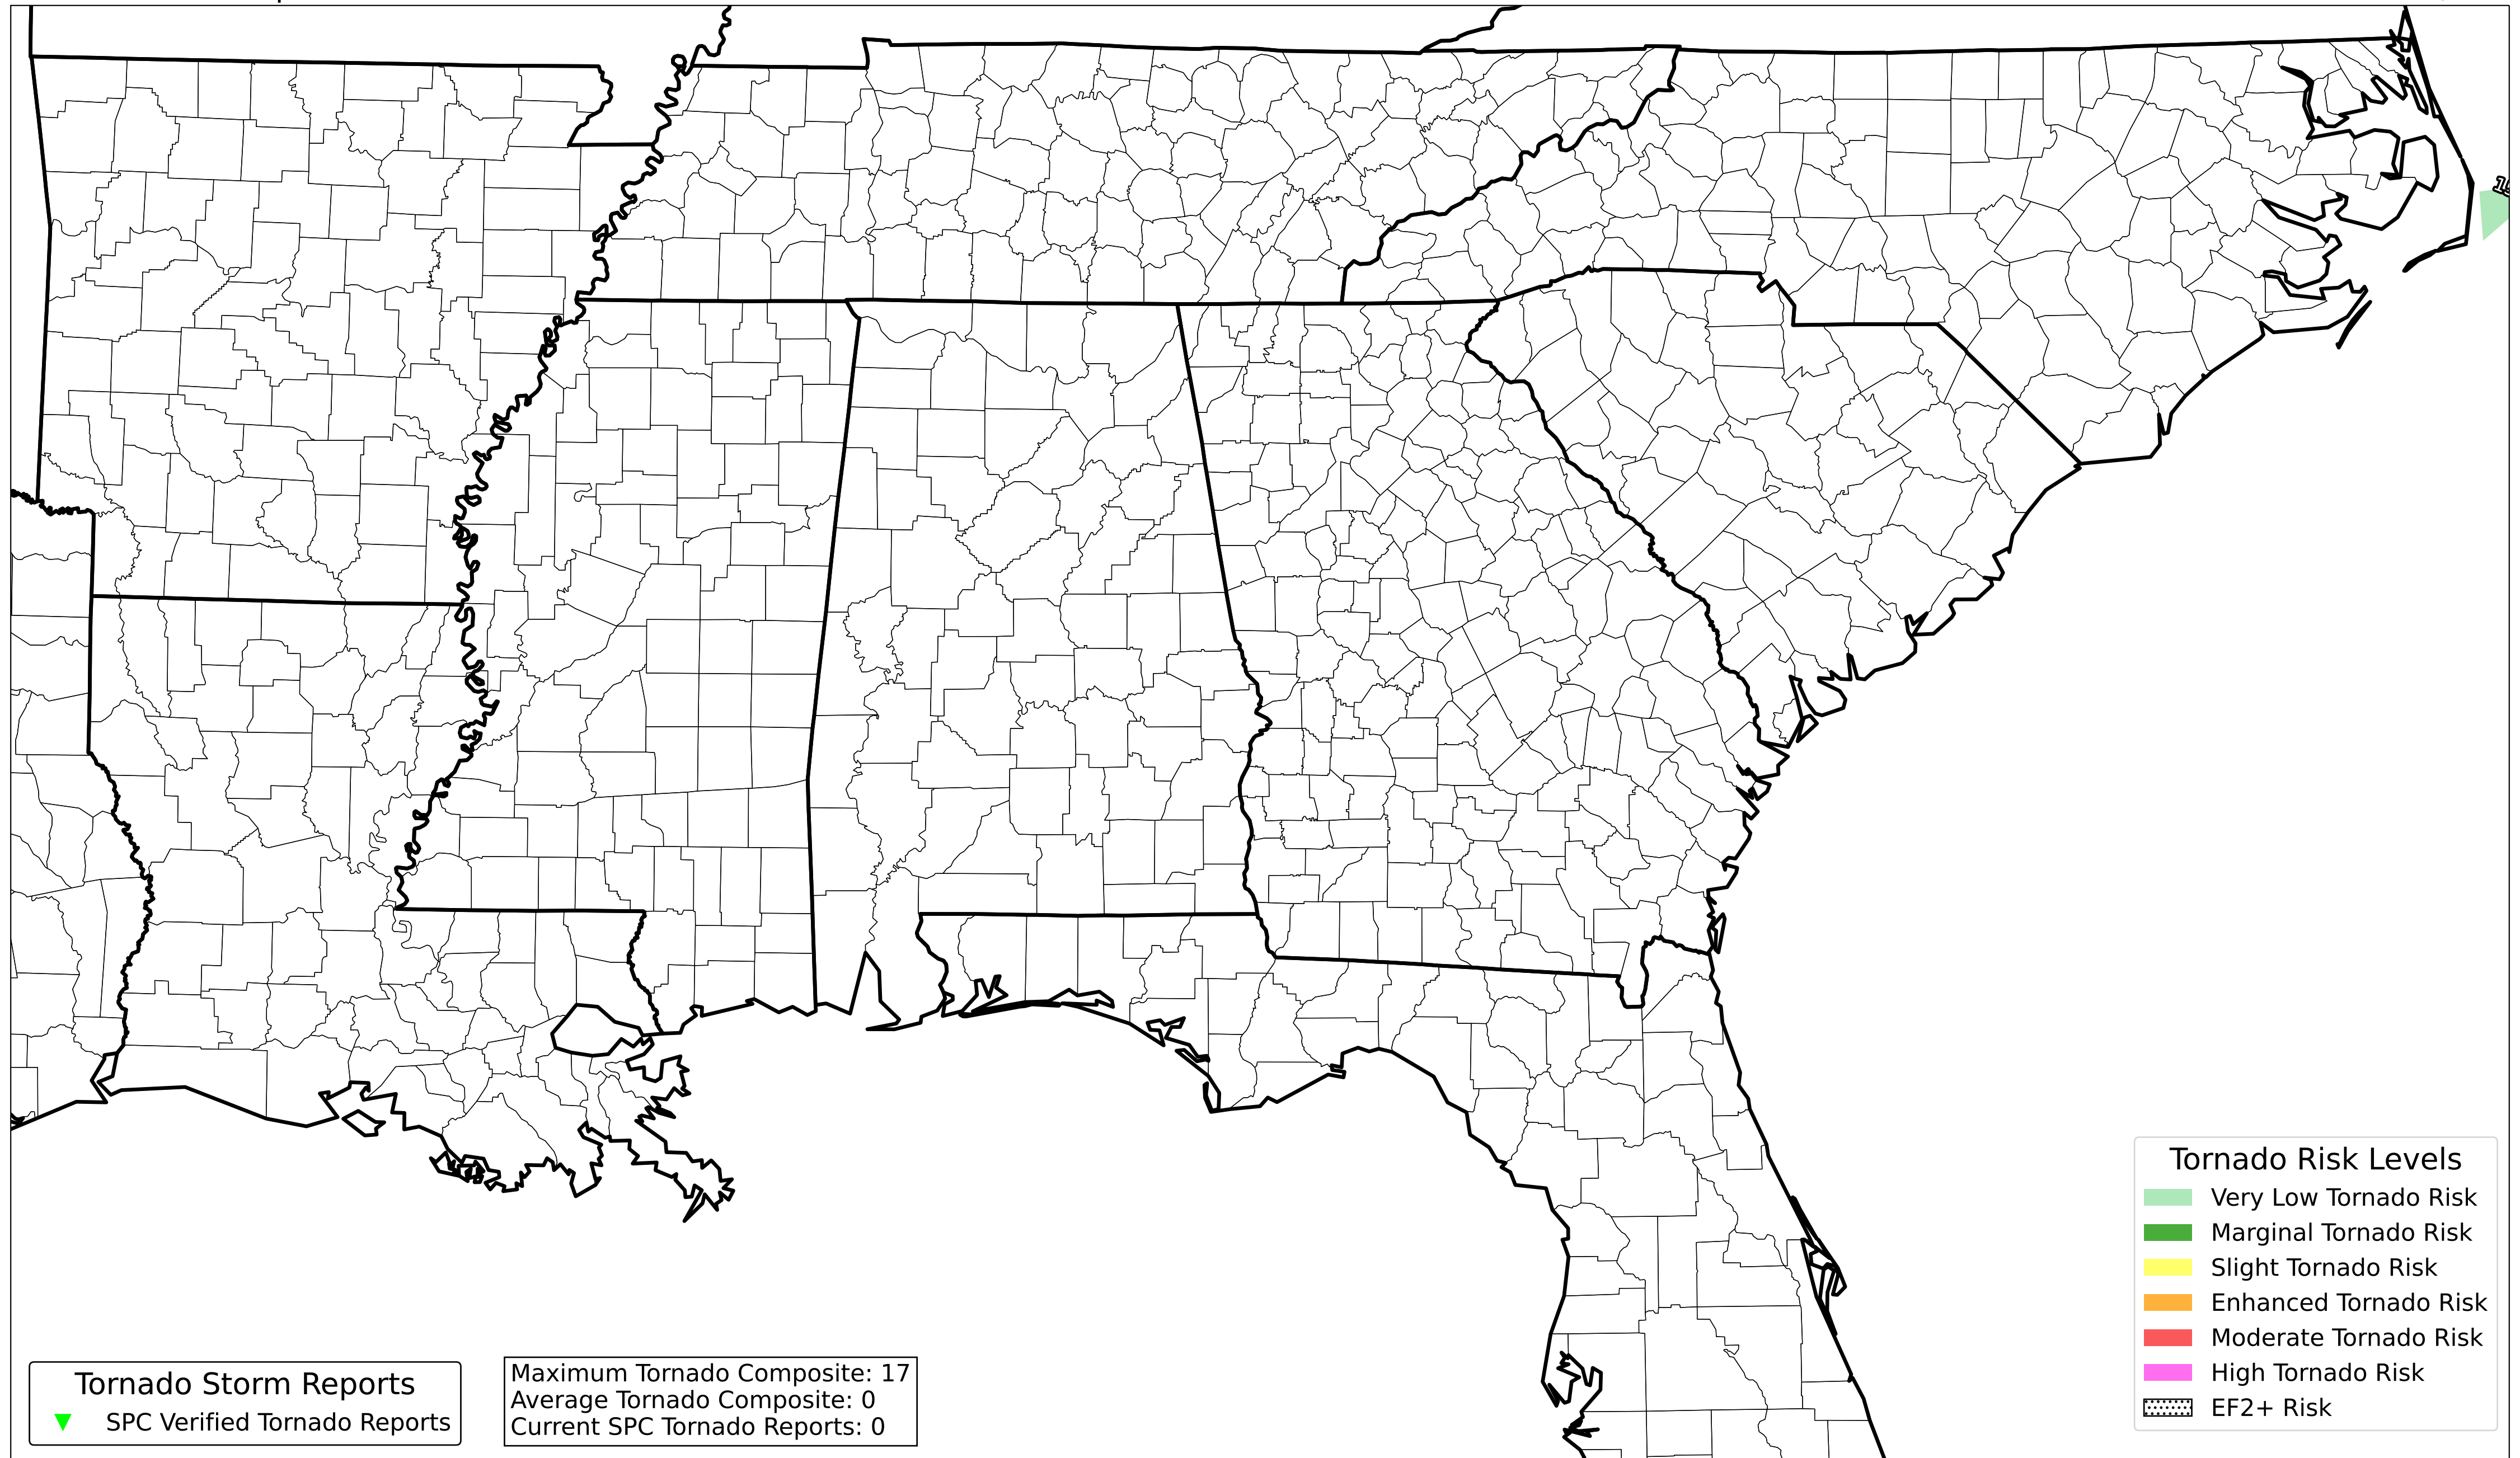 Tornado Risk Levels
Very Low Tornado Risk
Marginal Tornado Risk
Slight Tornado Risk
Enhanced Tornado Risk
Moderate Tornado Risk
High Tornado Risk
EF2+ Risk
Tornado Storm Reports
SPC Verified Tornado Reports
Maximum Tornado Composite: 17
Average Tornado Composite: 0
Current SPC Tornado Reports: 0